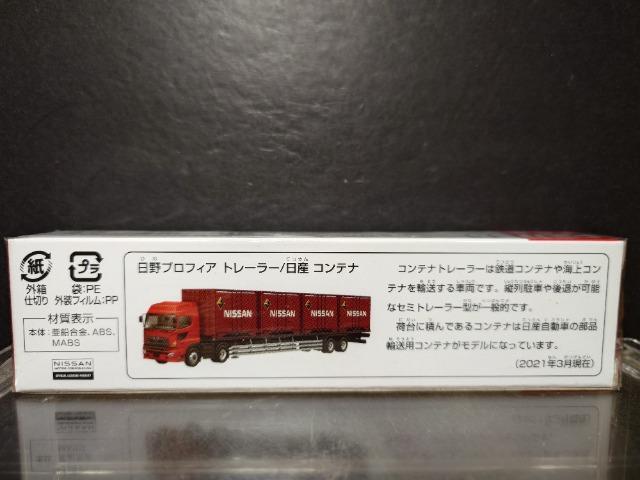 紙
外箱
仕切り
プラ
袋:PE
外装フィルム:PP
材質表示
本体:亜鉛合金、ABS、
MABS
NISSAN
日野プロフィア トレーラー/日産 コンテナ
NISSAN NISSAN NISSAN NISSAN
コンテナトレーラーは鉄道コンテナや海上コン
テナを輸送する車両です。縦列駐車や後退が可能
なセミトレーラー型が一般的です。
荷台に積んであるコンテナは日産自動車の部品
輸送用コンテナがモデルになっています。
(2021年3月現在)